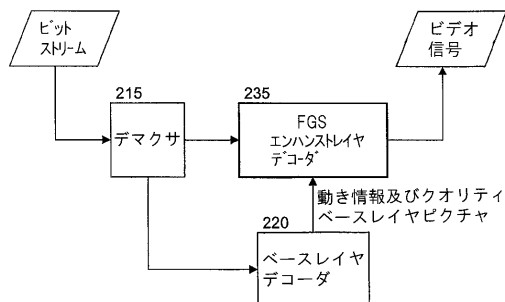 ビット
ストリーム
ビデオ
信号
215
デマクサ
235
FGS
エンハンストレイヤ
デコーダ
動き情報及びクオリティ
ベースレイヤピクチャ
220
ベースレイヤ
デコーダ